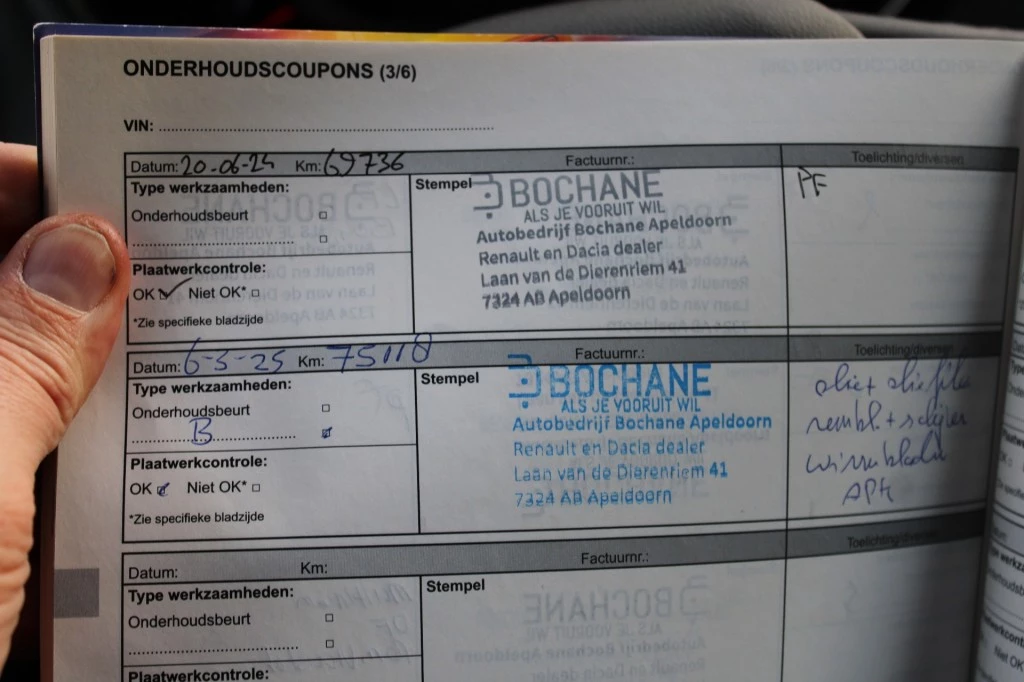 ONDERHOUDSCOUPONS (3/6)
VIN:
Datum: 20-06-24 Km: 69736 Factuurnr.: Toelichting/diversen
Type werkzaamheden:
Onderhoudsbeurt
Plaatwerkcontrole:
OK Niet OK*
*Zie specifieke bladzijde
Stempel
BOCHANE
ALS JE VOORUIT WIL
Autobedrijf Bochane Apeldoorn
Renault en Dacia dealer
Laan van de Dierenriem 41
7324 AB Apeldoorn
PF
Datum: 6-5-25 Km: 75118 Factuurnr.: Toelichting/diversen
Type werkzaamheden:
Onderhoudsbeurt
B
Plaatwerkcontrole:
OK Niet OK*
*Zie specifieke bladzijde
Stempel
BOCHANE
ALS JE VOORUIT WIL
Autobedrijf Bochane Apeldoorn
Renault en Dacia dealer
Laan van de Dierenriem 41
7324 AB Apeldoorn
olie + oliefilter
rembl. + schijven
APK
Datum: Km: Factuurnr.: Toelichting/diversen
Type werkzaamheden:
Onderhoudsbeurt
Plaatwerkcontrole:
Stempel